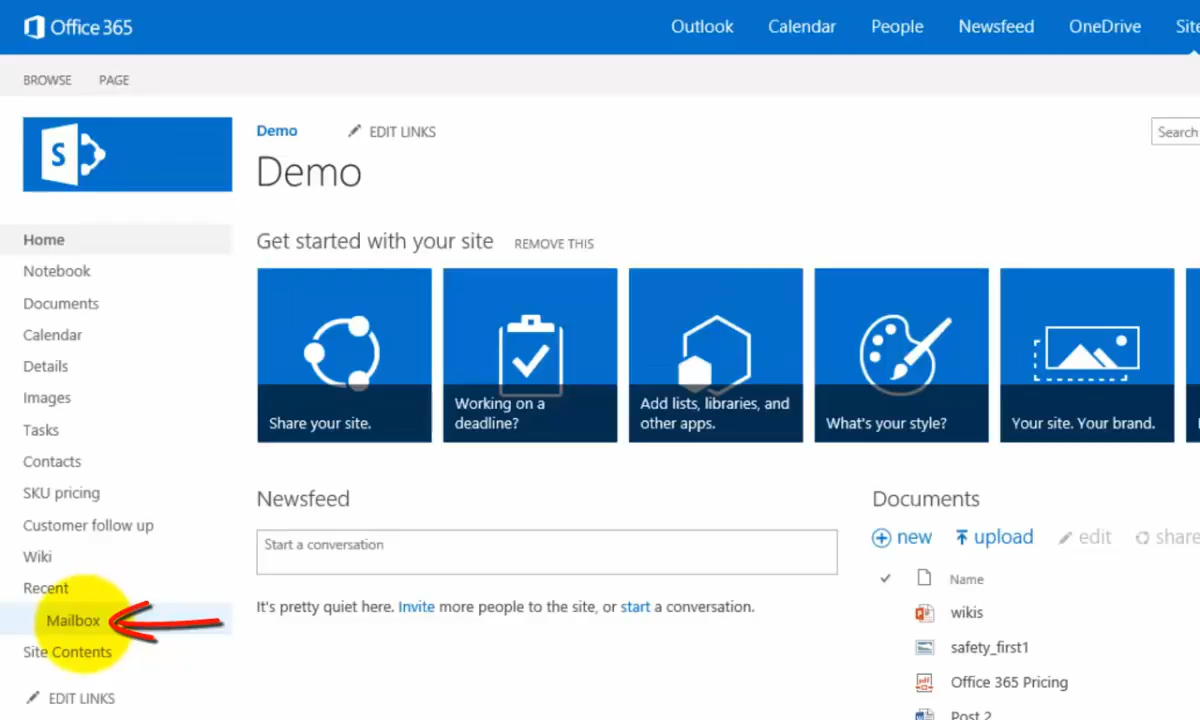 Office 365
Outlook Calendar People Newsfeed OneDrive
BROWSE PAGE
S
Demo EDIT LINKS
Search
Demo
Home
Get started with your site REMOVE THIS
Notebook
Documents
Calendar
Details
Images
Tasks
Contacts
SKU pricing
Customer follow up
Wiki
Recent
Mailbox
Site Contents
EDIT LINKS
Share your site.
Working on a
deadline?
Add lists, libraries, and
other apps.
What's your style?
Your site. Your brand.
Newsfeed
Start a conversation
It's pretty quiet here. Invite more people to the site, or start a conversation.
Documents
new upload edit share
Name
wikis
safety_first1
Office 365 Pricing
Post 2